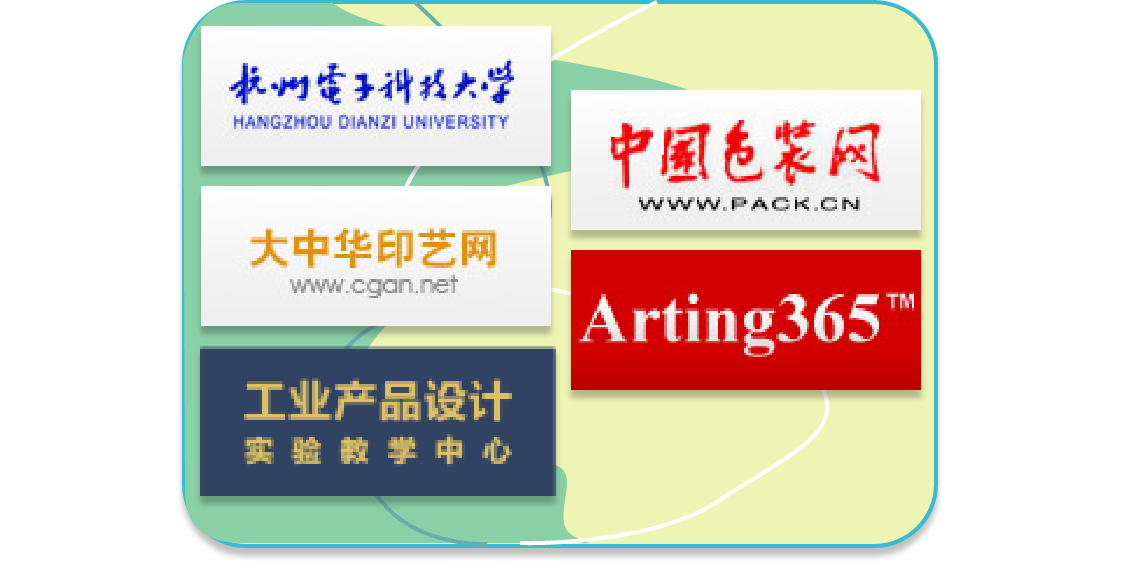 杭州電子科技大学
HANGZHOU DIANZI UNIVERSITY
大中华印艺网
www.cgan.net
工业产品设计
实验教学中心
中国包装网
WWW.PACK.CN
Arting365™